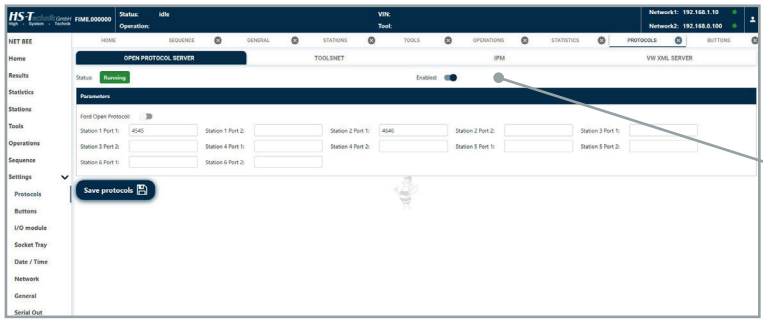 HS-Technik GmbH
High - System - Technik
FIME.000000
Status: idle
Operation:
VIN:
Tool:
Network1: 192.168.1.10
Network2: 192.168.0.100
NET BEE
HOME SEQUENCE GENERAL STATIONS TOOLS OPERATIONS STATISTICS PROTOCOLS BUTTONS
Home
Results
Statistics
Stations
Tools
Operations
Sequence
Settings
Protocols
Buttons
I/O module
Socket Tray
Date / Time
Network
General
Serial Out
OPEN PROTOCOL SERVER TOOLSNET IPM VW XML SERVER
Status: Running Enabled:
Parameters
Ford Open Protocol:
Station 1 Port 1: 4545 Station 1 Port 2: Station 2 Port 1: 4646 Station 2 Port 2: Station 3 Port 1:
Station 3 Port 2: Station 4 Port 1: Station 4 Port 2: Station 5 Port 1: Station 5 Port 2:
Station 6 Port 1: Station 6 Port 2:
Save protocols